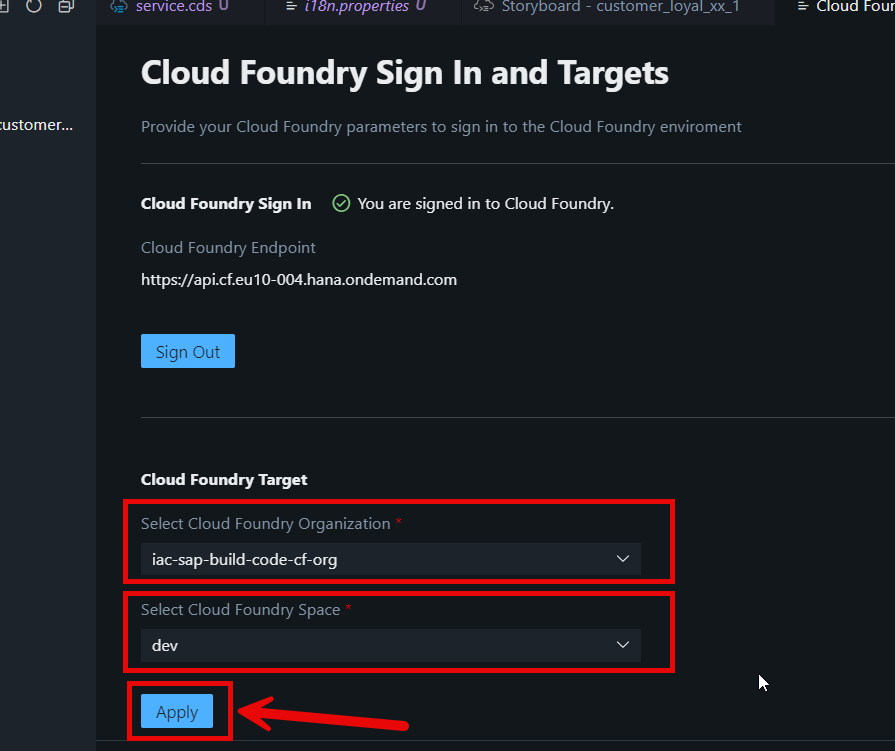 service.cds U
i18n.properties U
Storyboard - customer_loyal_xx_1
Cloud Foun
Cloud Foundry Sign In and Targets
customer...
Provide your Cloud Foundry parameters to sign in to the Cloud Foundry enviroment
Cloud Foundry Sign In
You are signed in to Cloud Foundry.
Cloud Foundry Endpoint
https://api.cf.eu10-004.hana.ondemand.com
Sign Out
Cloud Foundry Target
Select Cloud Foundry Organization *
iac-sap-build-code-cf-org
Select Cloud Foundry Space *
dev
Apply